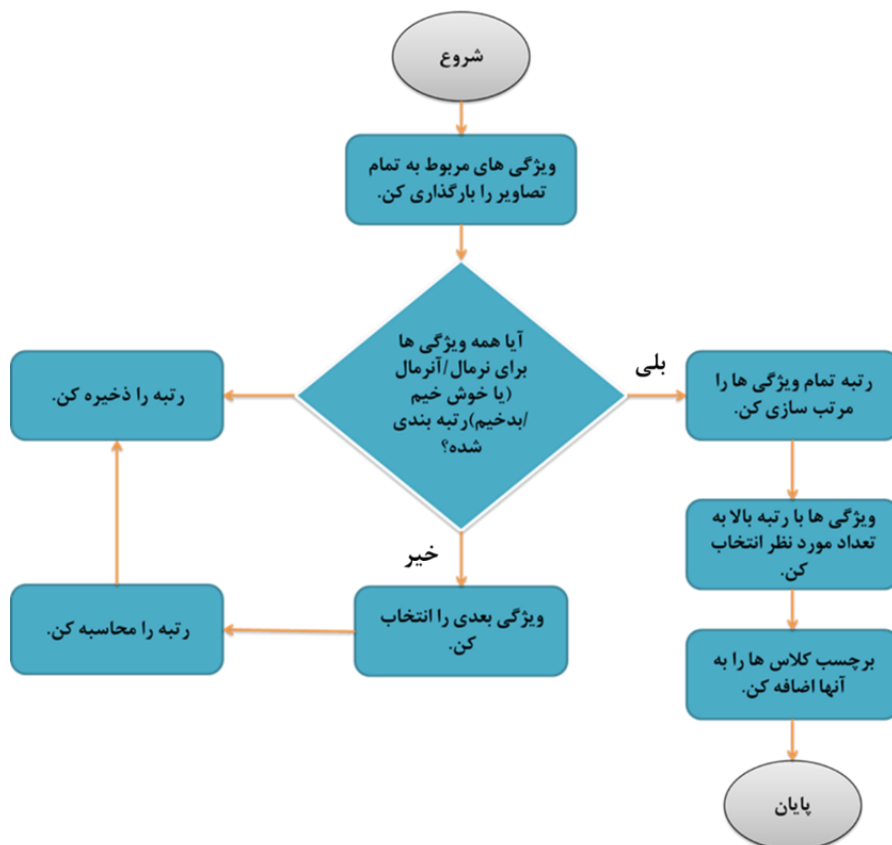 شروع
ویژگی های مربوط به تمام
تصاویر را بارگذاری کن.
آیا همه ویژگی ها
برای نرمال/آنرمال
(یا خوش خیم
/بدخیم)رتبه بندی
شده؟
بلی
رتبه تمام ویژگی ها را
مرتب سازی کن.
ویژگی ها با رتبه بالا به
تعداد مورد نظر انتخاب
کن.
برچسب کلاس ها را به
آنها اضافه کن.
پایان
خیر
ویژگی بعدی را انتخاب
کن.
رتبه را محاسبه کن.
رتبه را ذخیره کن.